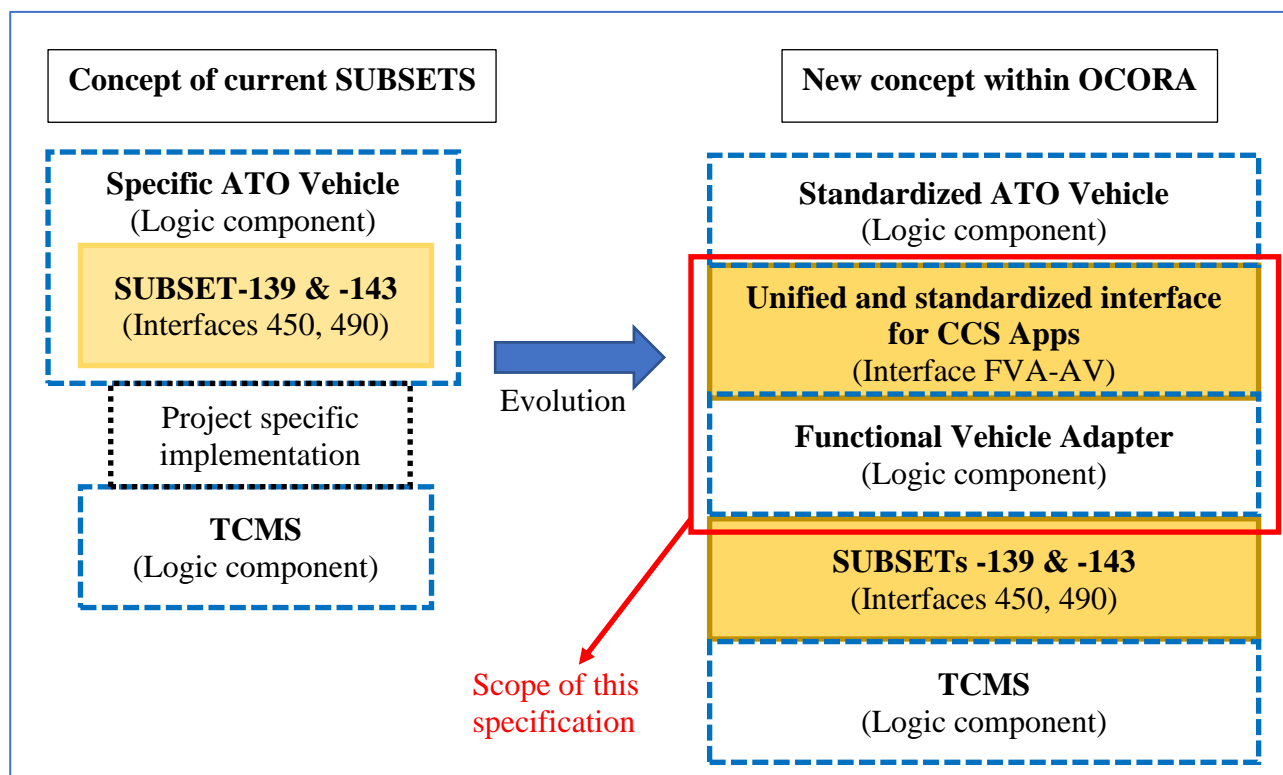 Concept of current SUBSETS
Specific ATO Vehicle
(Logic component)
SUBSET-139 & -143
(Interfaces 450, 490)
Project specific
implementation
TCMS
(Logic component)
Evolution
New concept within OCORA
Standardized ATO Vehicle
(Logic component)
Unified and standardized interface
for CCS Apps
(Interface FVA-AV)
Functional Vehicle Adapter
(Logic component)
SUBSETs -139 & -143
(Interfaces 450, 490)
TCMS
(Logic component)
Scope of this
specification